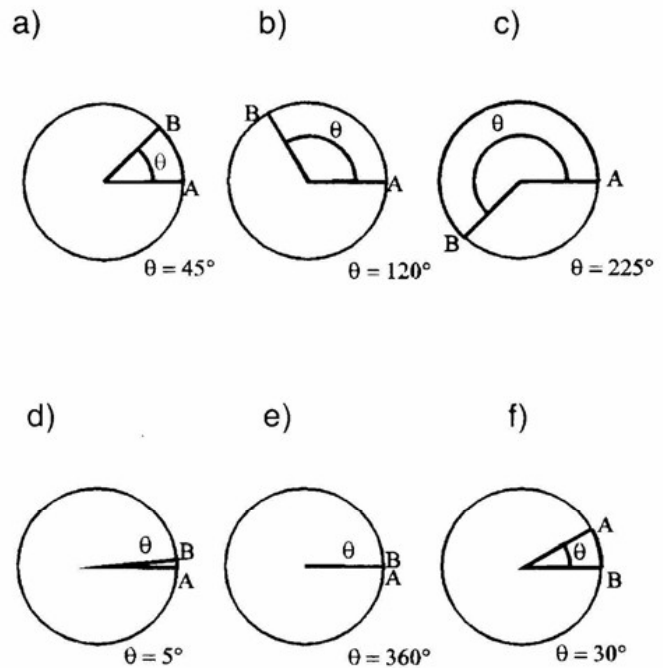 a) b) c)
B θ A
θ = 45°
B θ A
θ = 120°
θ A B
θ = 225°
d) e) f)
θ B A
θ = 5°
θ B A
θ = 360°
A θ B
θ = 30°